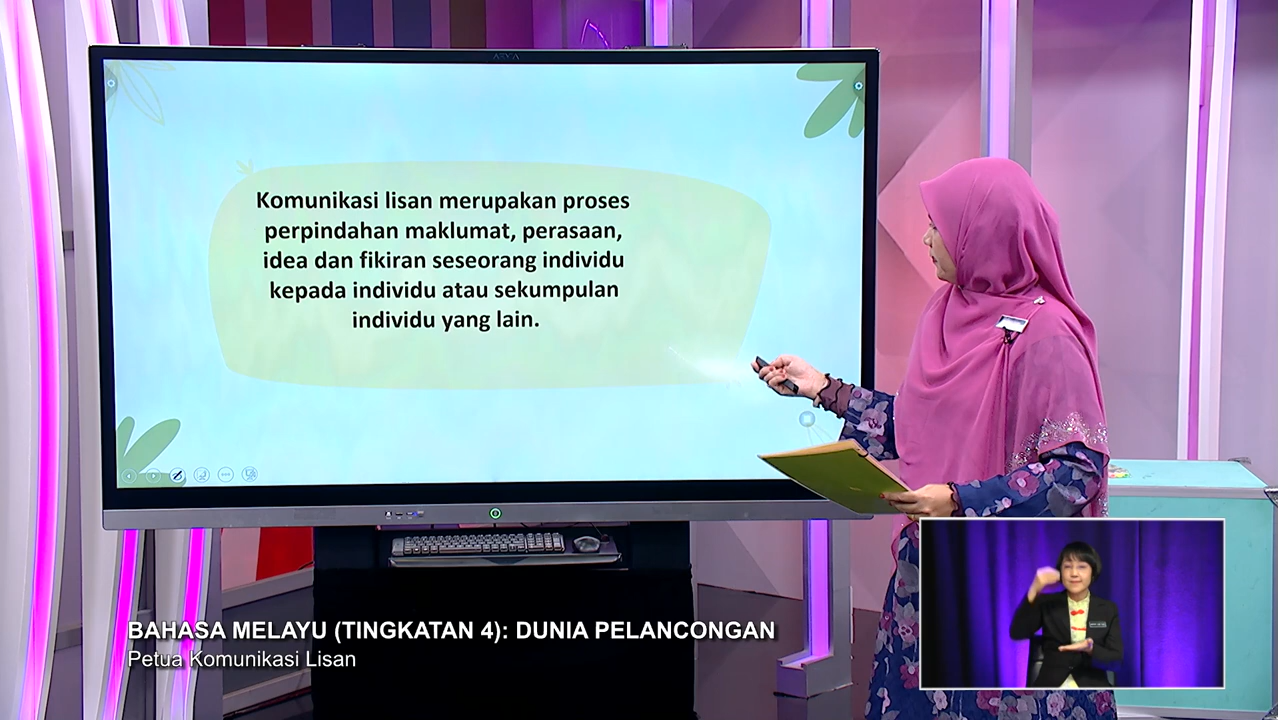 Komunikasi lisan merupakan proses
perpindahan maklumat, perasaan,
idea dan fikiran seseorang individu
kepada individu atau sekumpulan
individu yang lain.
BAHASA MELAYU (TINGKATAN 4): DUNIA PELANCONGAN
Petua Komunikasi Lisan